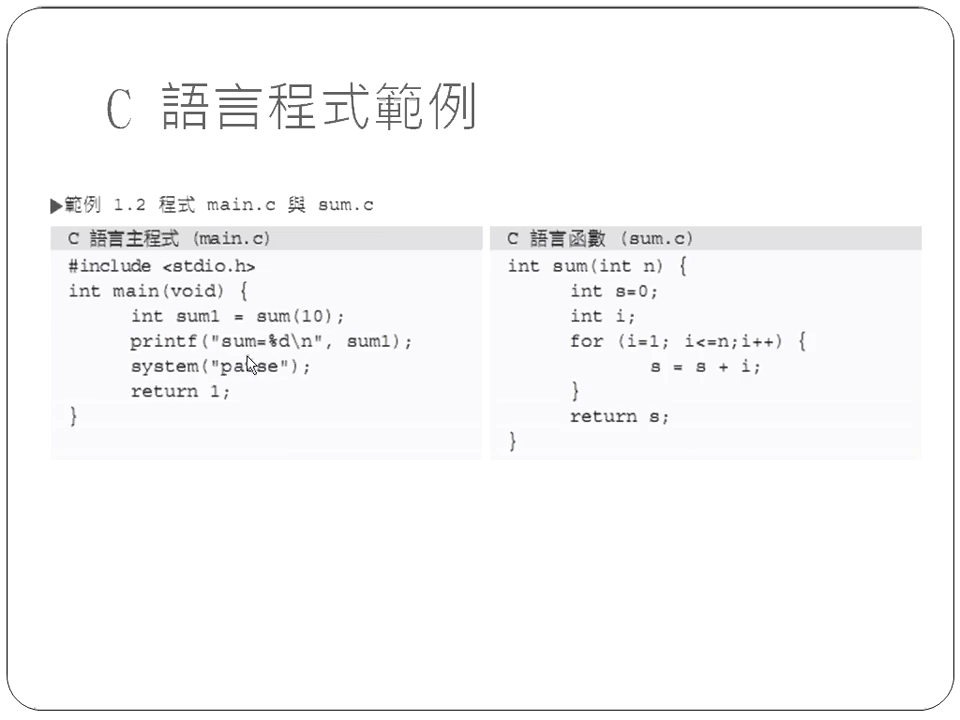 C 語言程式範例
▶範例 1.2 程式 main.c 與 sum.c
C 語言主程式 (main.c)
#include <stdio.h>
int main(void) {
int sum1 = sum(10);
printf("sum=%d\n", sum1);
system("pause");
return 1;
}
C 語言函數 (sum.c)
int sum(int n) {
int s=0;
int i;
for (i=1; i<=n;i++) {
s = s + i;
}
return s;
}